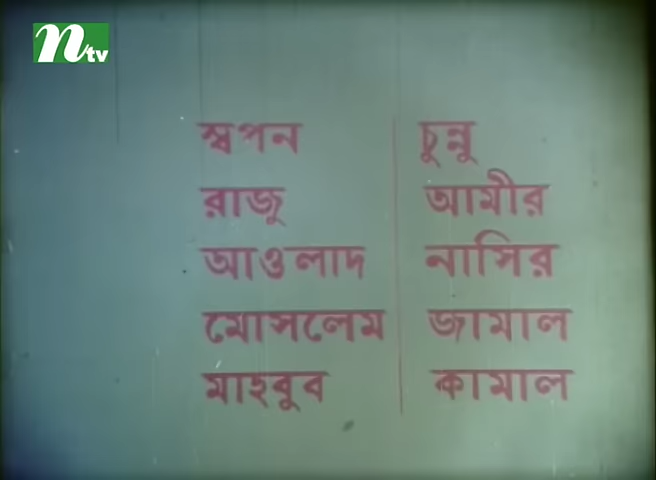 ntv
স্বপন চুন্নু
রাজু আমীর
আওলাদ নাসির
মোসলেম জামাল
মাহবুব কামাল